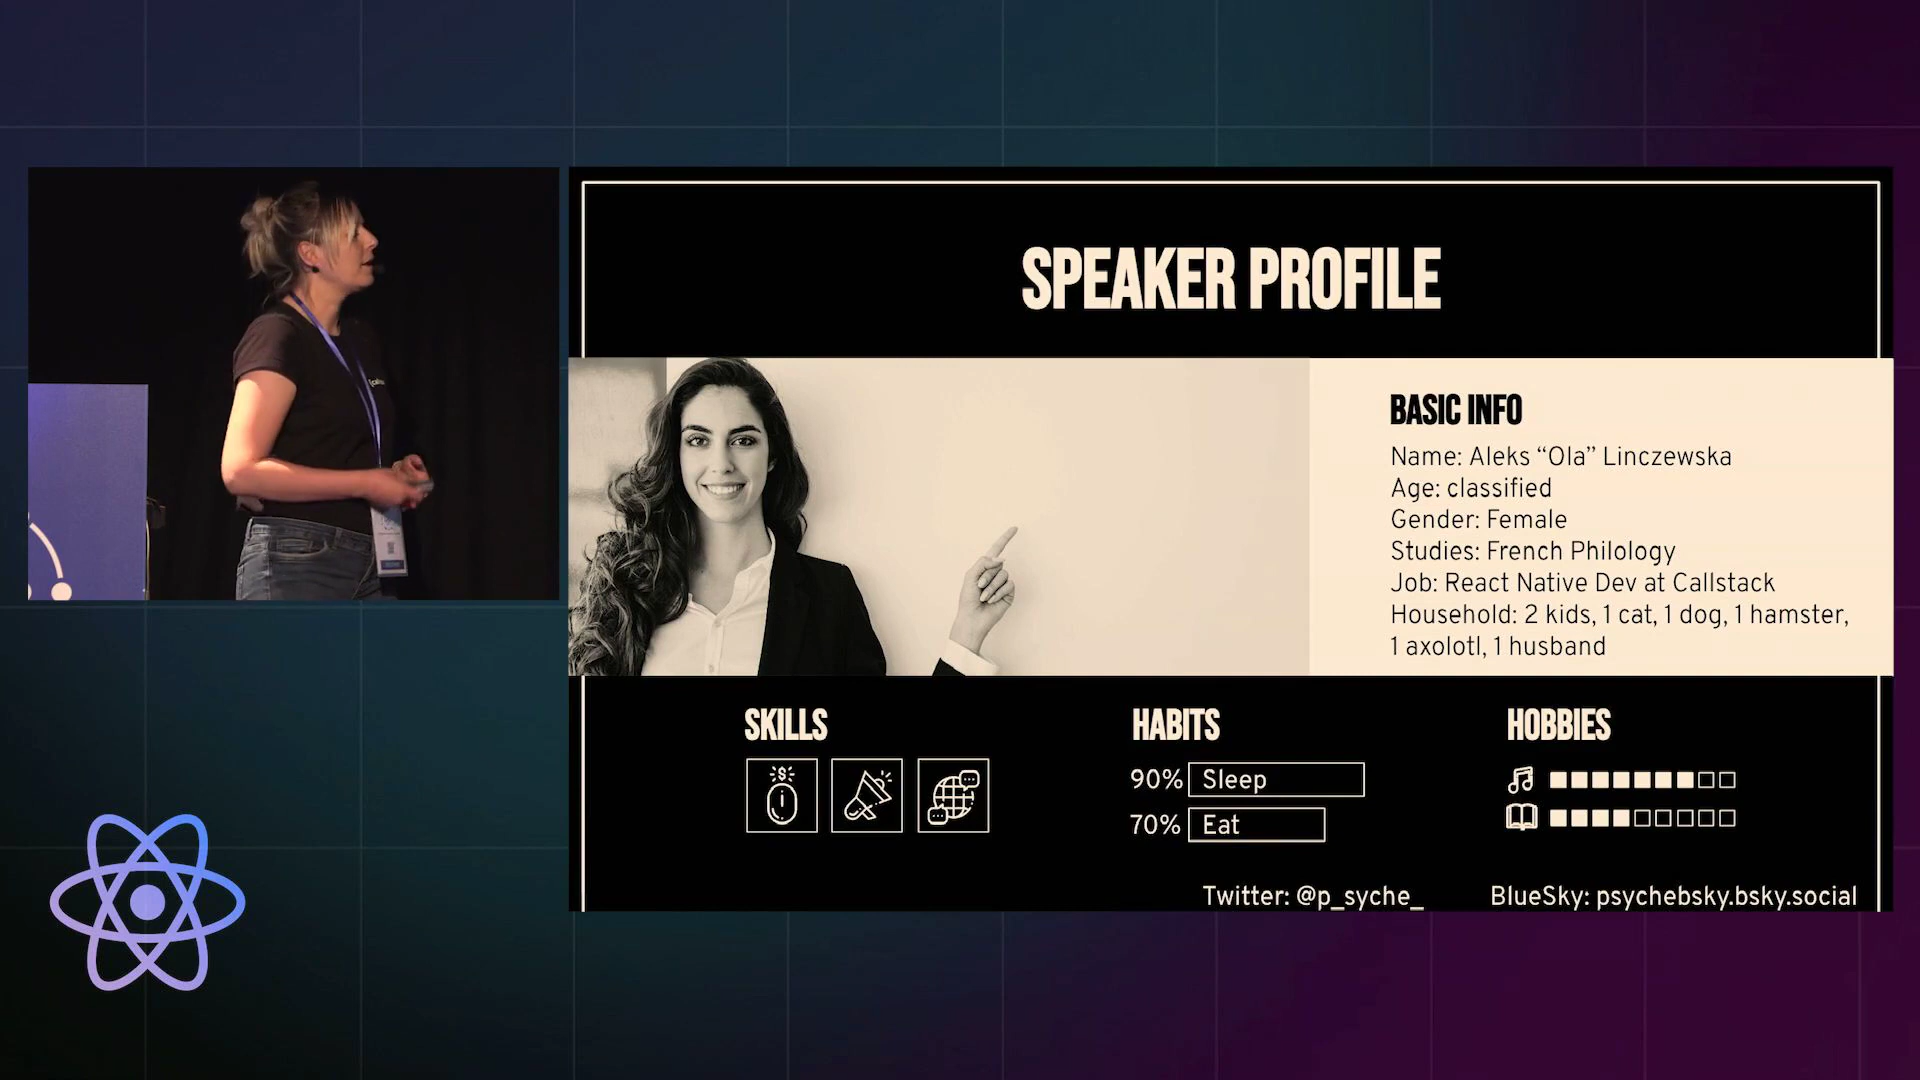 SPEAKER PROFILE
BASIC INFO
Name: Aleks “Ola” Linczewska
Age: classified
Gender: Female
Studies: French Philology
Job: React Native Dev at Callstack
Household: 2 kids, 1 cat, 1 dog, 1 hamster,
1 axolotl, 1 husband
SKILLS
$
HABITS
90% Sleep
70% Eat
HOBBIES
Twitter: @p_syche_
BlueSky: psychebsky.bsky.social